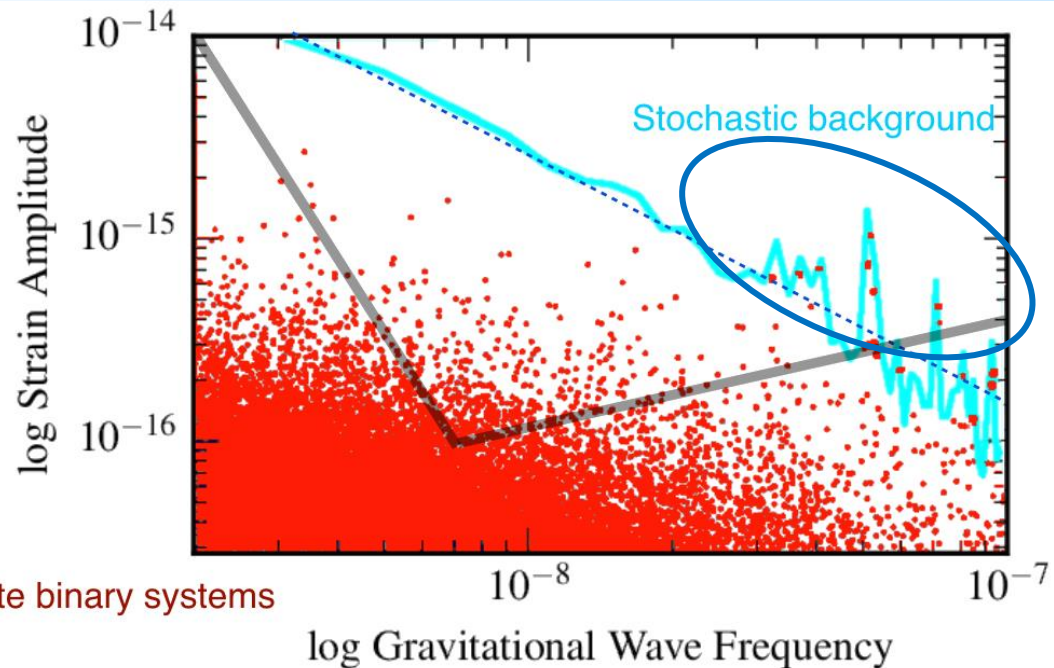 10⁻¹⁴
Stochastic background
10⁻¹⁵
10⁻¹⁶
log Strain Amplitude
te binary systems
10⁻⁸
10⁻⁷
log Gravitational Wave Frequency